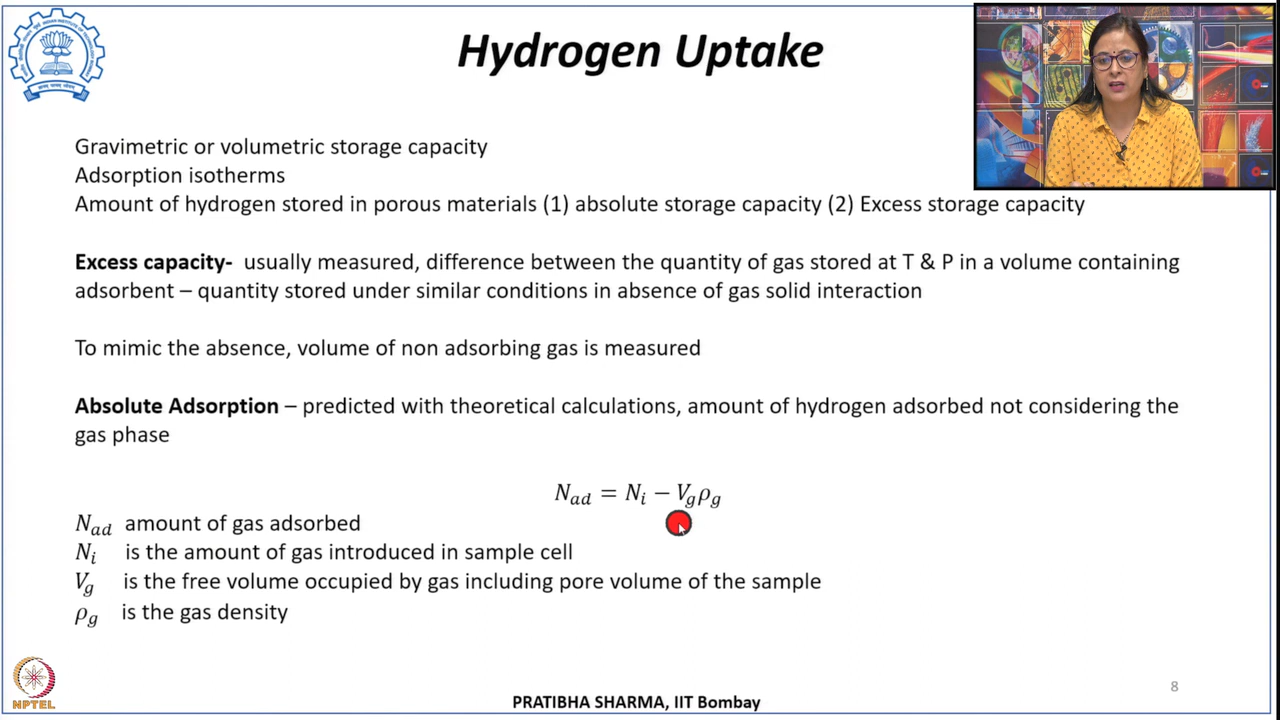 Hydrogen Uptake
Gravimetric or volumetric storage capacity
Adsorption isotherms
Amount of hydrogen stored in porous materials (1) absolute storage capacity (2) Excess storage capacity
Excess capacity- usually measured, difference between the quantity of gas stored at T & P in a volume containing
adsorbent – quantity stored under similar conditions in absence of gas solid interaction
To mimic the absence, volume of non adsorbing gas is measured
Absolute Adsorption – predicted with theoretical calculations, amount of hydrogen adsorbed not considering the
gas phase
N_ad = N_i − V_g ρ_g
N_ad amount of gas adsorbed
N_i is the amount of gas introduced in sample cell
V_g is the free volume occupied by gas including pore volume of the sample
ρ_g is the gas density
8
NPTEL
PRATIBHA SHARMA, IIT Bombay